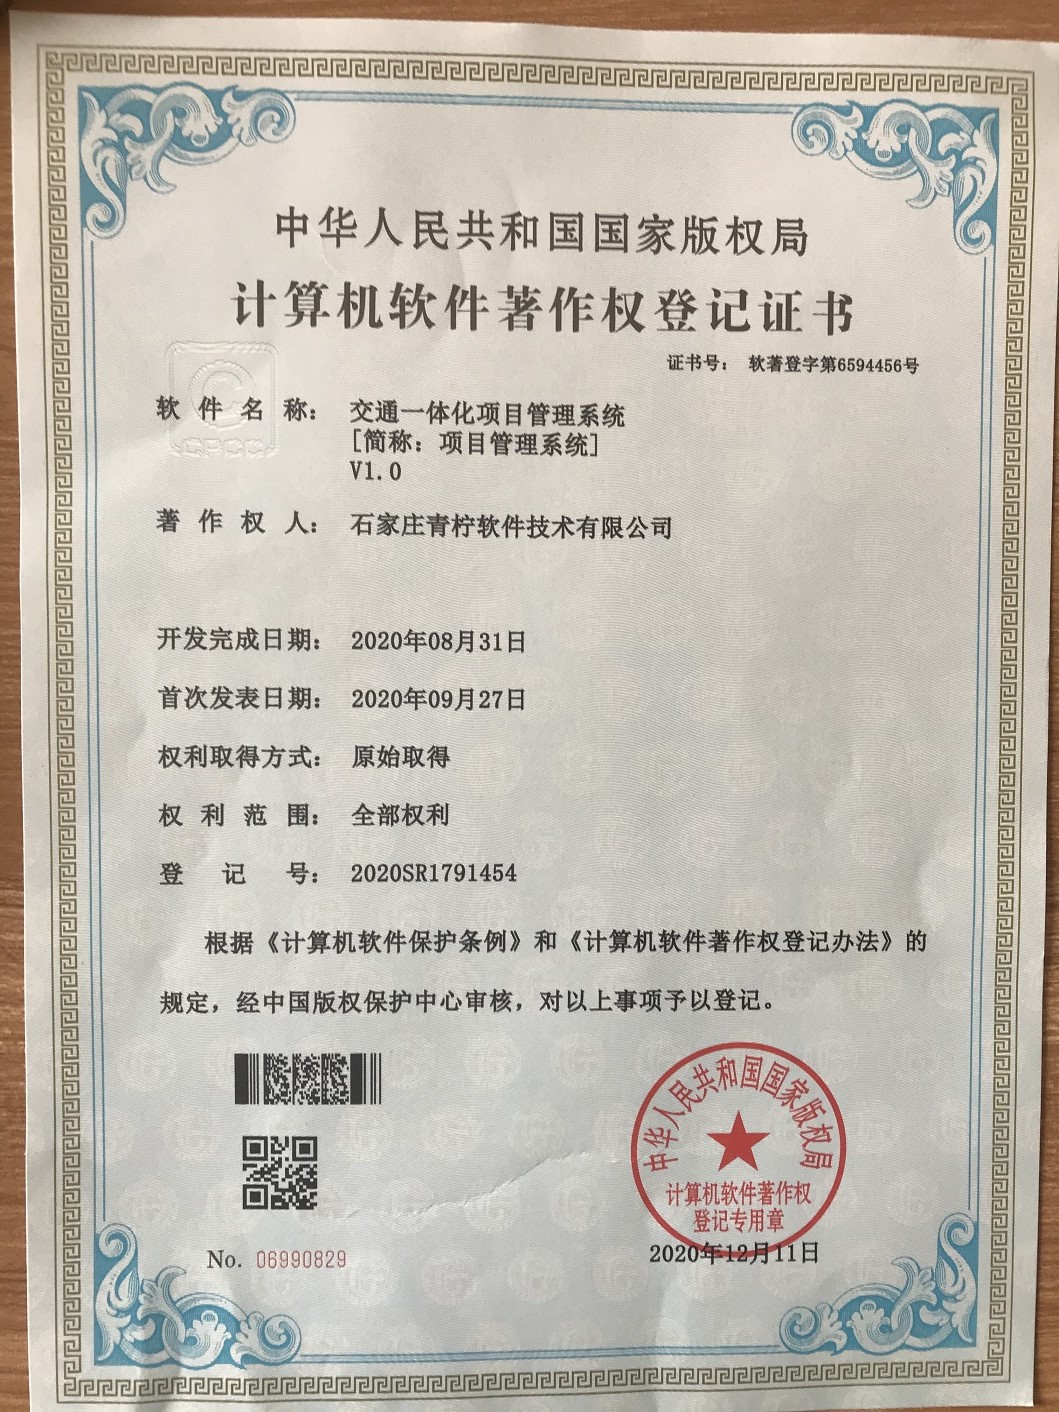 中华人民共和国国家版权局
计算机软件著作权登记证书
证书号： 软著登字第6594456号
软件名称： 交通一体化项目管理系统
[简称：项目管理系统]
V1.0
著作权人： 石家庄青柠软件技术有限公司
开发完成日期： 2020年08月31日
首次发表日期： 2020年09月27日
权利取得方式： 原始取得
权利范围： 全部权利
登记号： 2020SR1791454
根据《计算机软件保护条例》和《计算机软件著作权登记办法》的
规定，经中国版权保护中心审核，对以上事项予以登记。
中华人民共和国国家版权局
计算机软件著作权
登记专用章
No. 06990829
2020年12月11日